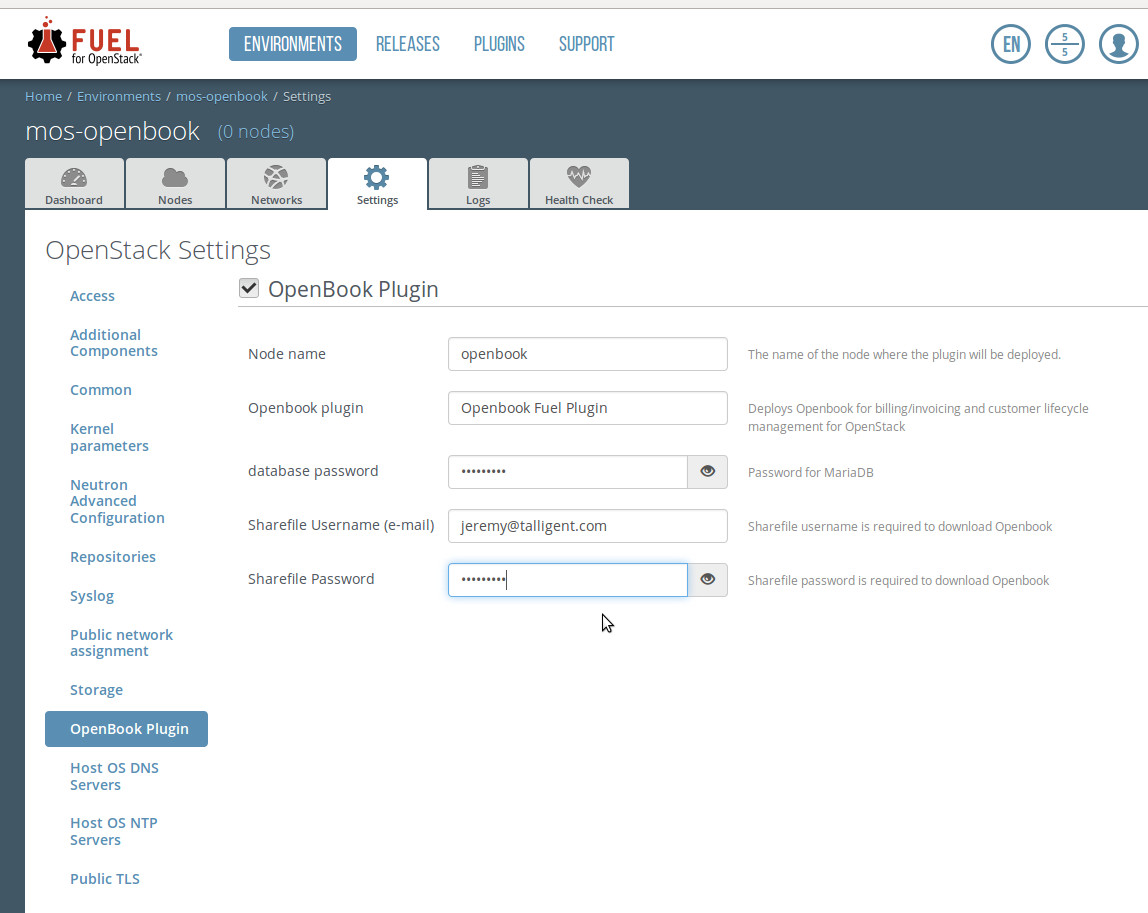 FUEL
for OpenStack
ENVIRONMENTS RELEASES PLUGINS SUPPORT
EN
5
5
Home / Environments / mos-openbook / Settings
mos-openbook (0 nodes)
Dashboard Nodes Networks Settings Logs Health Check
OpenStack Settings
Access
Additional
Components
Common
Kernel
parameters
Neutron
Advanced
Configuration
Repositories
Syslog
Public network
assignment
Storage
OpenBook Plugin
Host OS DNS
Servers
Host OS NTP
Servers
Public TLS
OpenBook Plugin
Node name openbook The name of the node where the plugin will be deployed.
Openbook plugin Openbook Fuel Plugin Deploys Openbook for billing/invoicing and customer lifecycle
management for OpenStack
database password ••••••••• Password for MariaDB
Sharefile Username (e-mail) jeremy@talligent.com Sharefile username is required to download Openbook
Sharefile Password ••••••••• Sharefile password is required to download Openbook